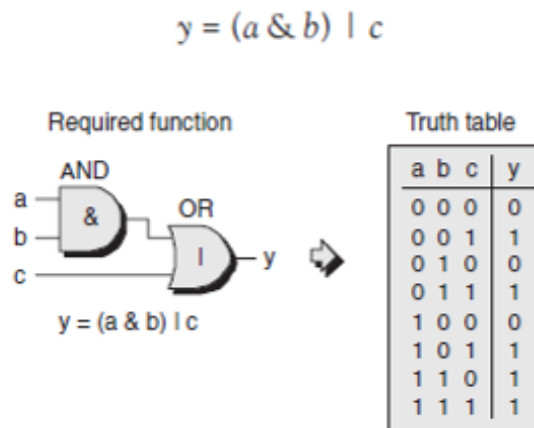 y = (a & b) | c
Required function
AND
a
&
b
OR
|
y
c
y = (a & b) | c
Truth table
a b c y
0 0 0 0
0 0 1 1
0 1 0 0
0 1 1 1
1 0 0 0
1 0 1 1
1 1 0 1
1 1 1 1